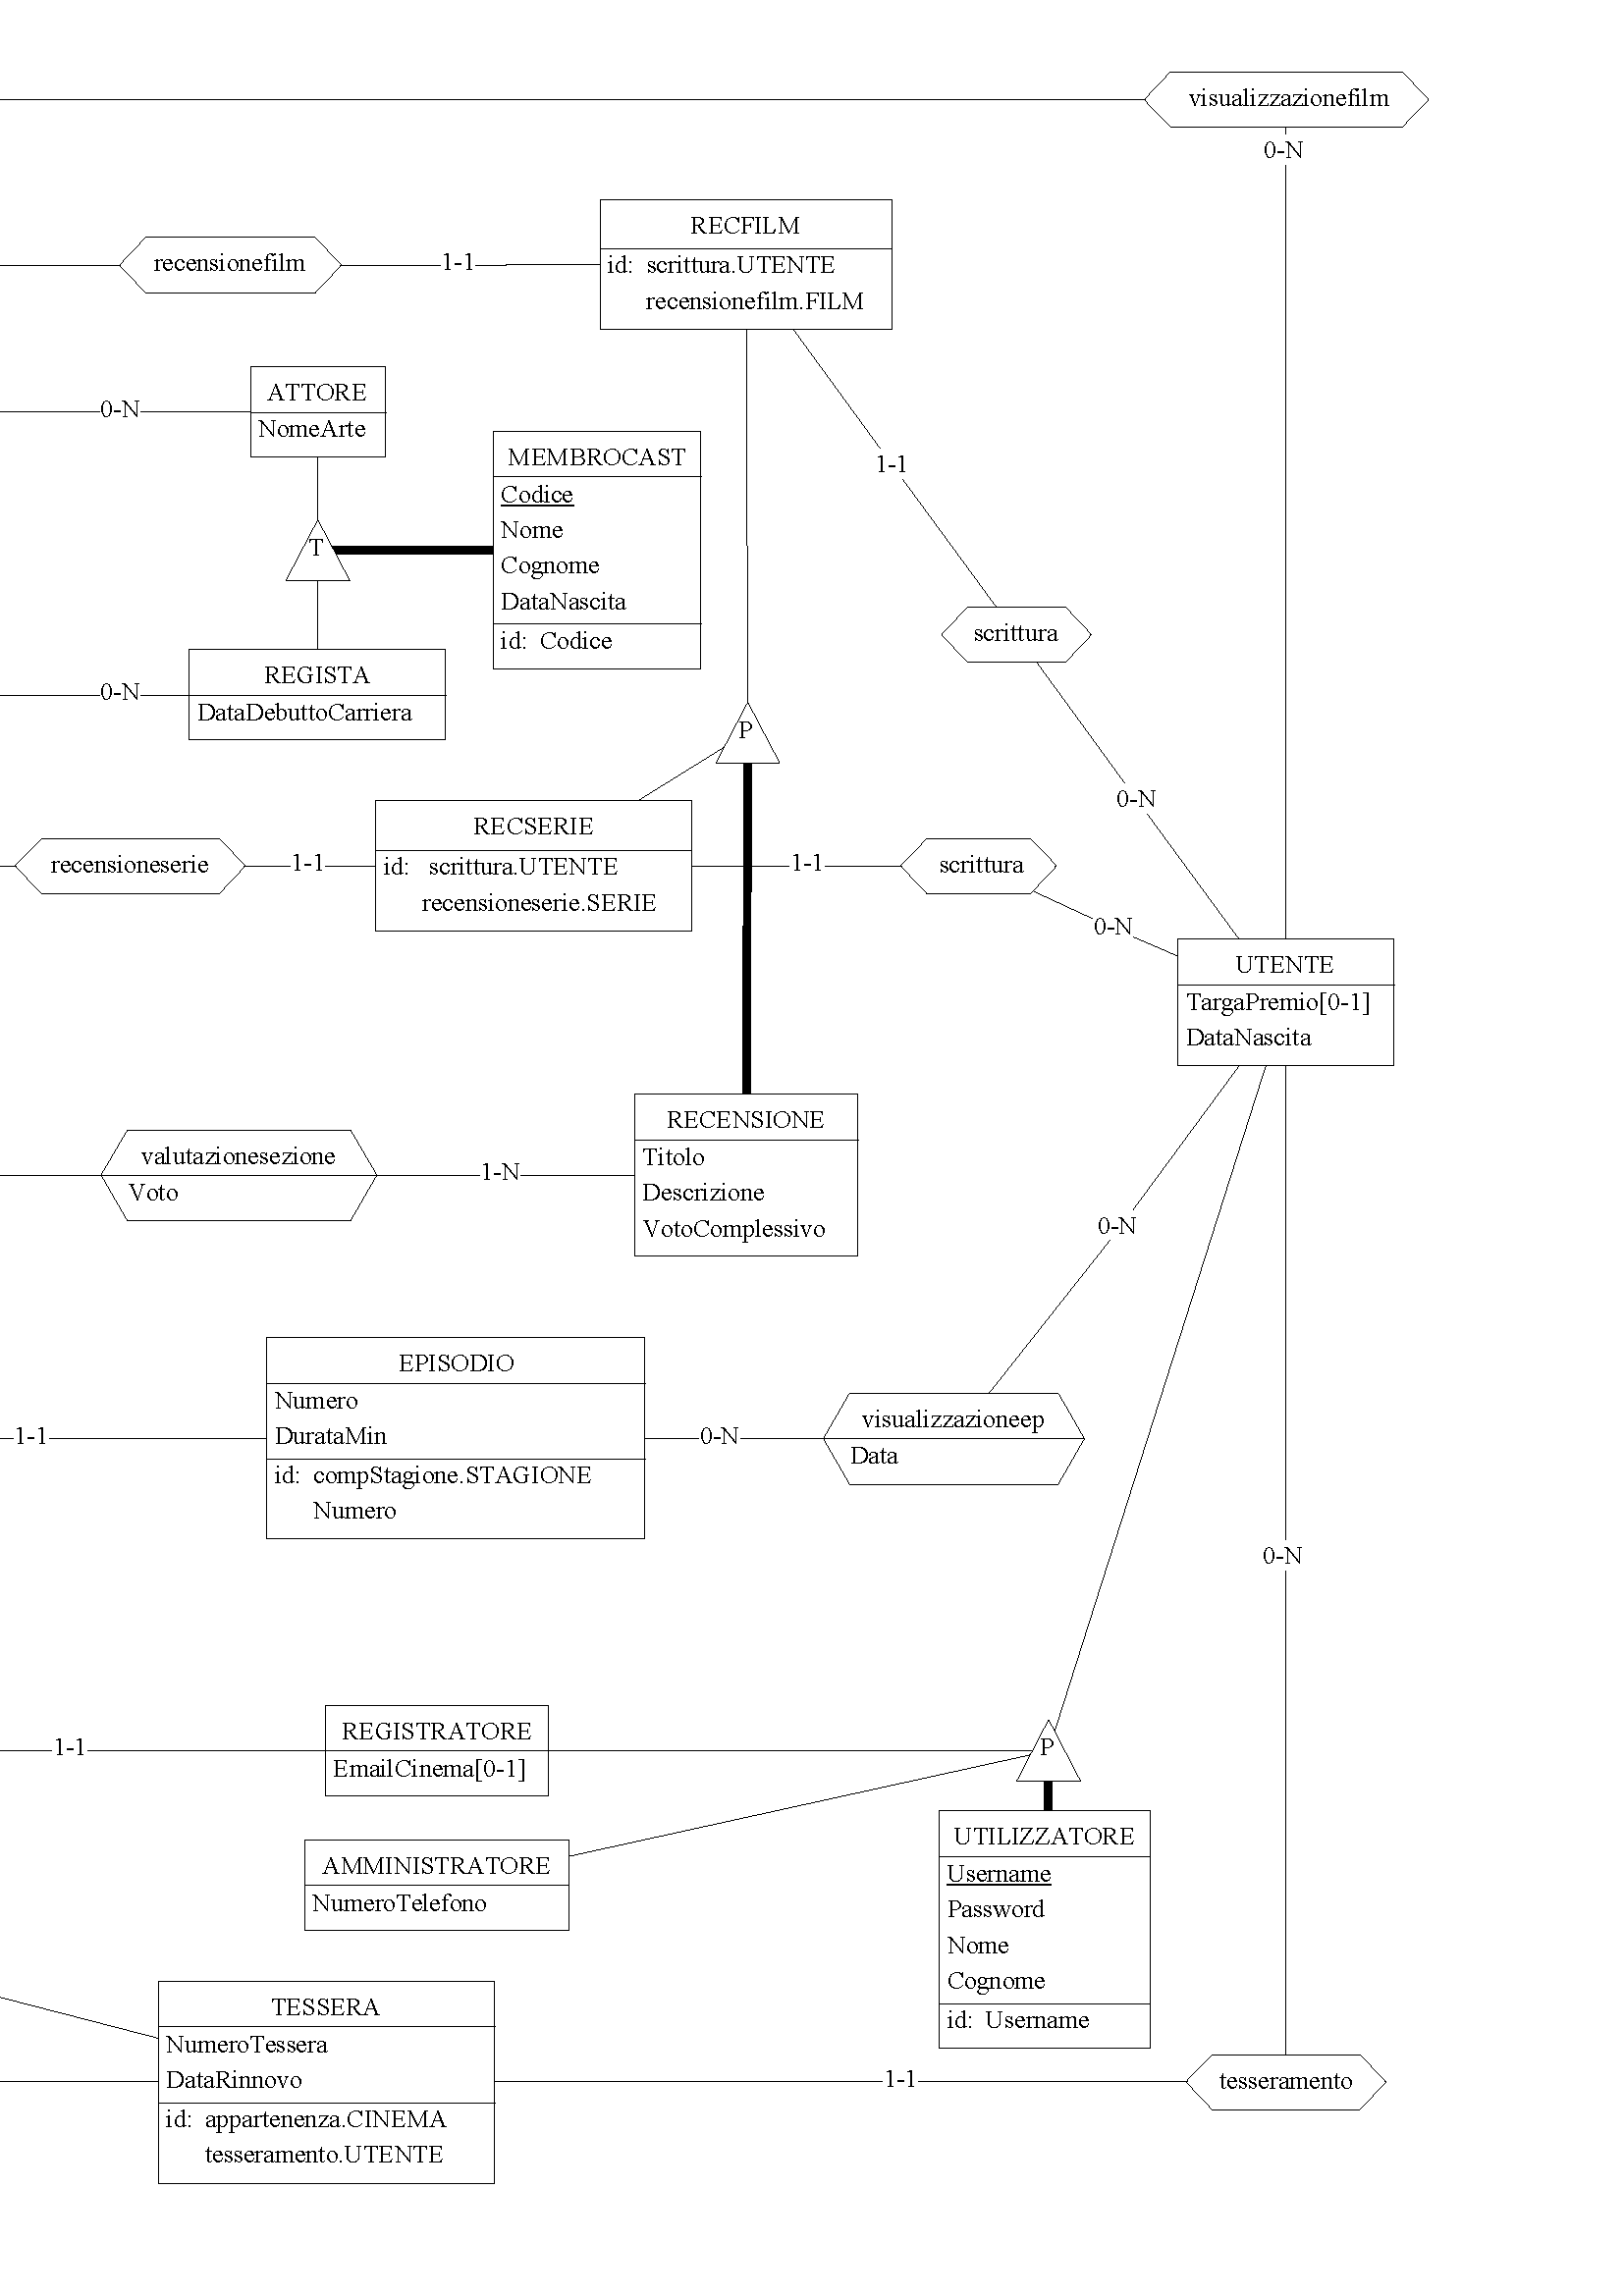 visualizzazionefilm
0-N
RECFILM
id: scrittura.UTENTE
recensionefilm.FILM
recensionefilm
1-1
ATTORE
NomeArte
0-N
MEMBROCAST
Codice
Nome
Cognome
DataNascita
id: Codice
1-1
T
scrittura
REGISTA
DataDebuttoCarriera
0-N
P
0-N
RECSERIE
id: scrittura.UTENTE
recensioneserie.SERIE
recensioneserie
1-1
1-1
scrittura
0-N
UTENTE
TargaPremio[0-1]
DataNascita
RECENSIONE
Titolo
Descrizione
VotoComplessivo
valutazionesezione
Voto
1-N
0-N
EPISODIO
Numero
DurataMin
id: compStagione.STAGIONE
Numero
1-1
0-N
visualizzazioneep
Data
0-N
REGISTRATORE
EmailCinema[0-1]
1-1
P
AMMINISTRATORE
NumeroTelefono
UTILIZZATORE
Username
Password
Nome
Cognome
id: Username
TESSERA
NumeroTessera
DataRinnovo
id: appartenenza.CINEMA
tesseramento.UTENTE
1-1
tesseramento